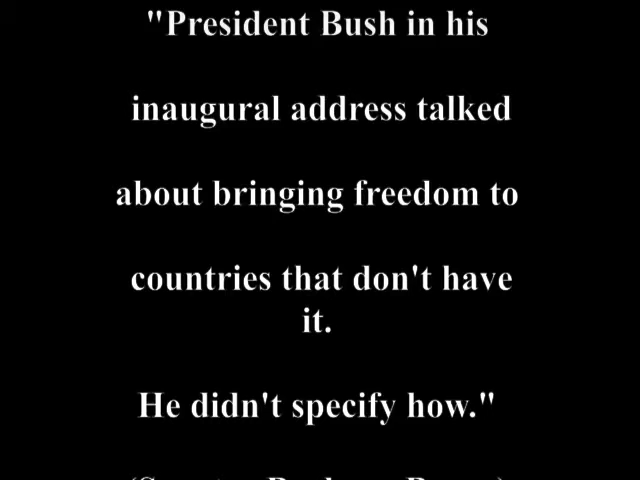 "President Bush in his
inaugural address talked
about bringing freedom to
countries that don't have
it.
He didn't specify how."